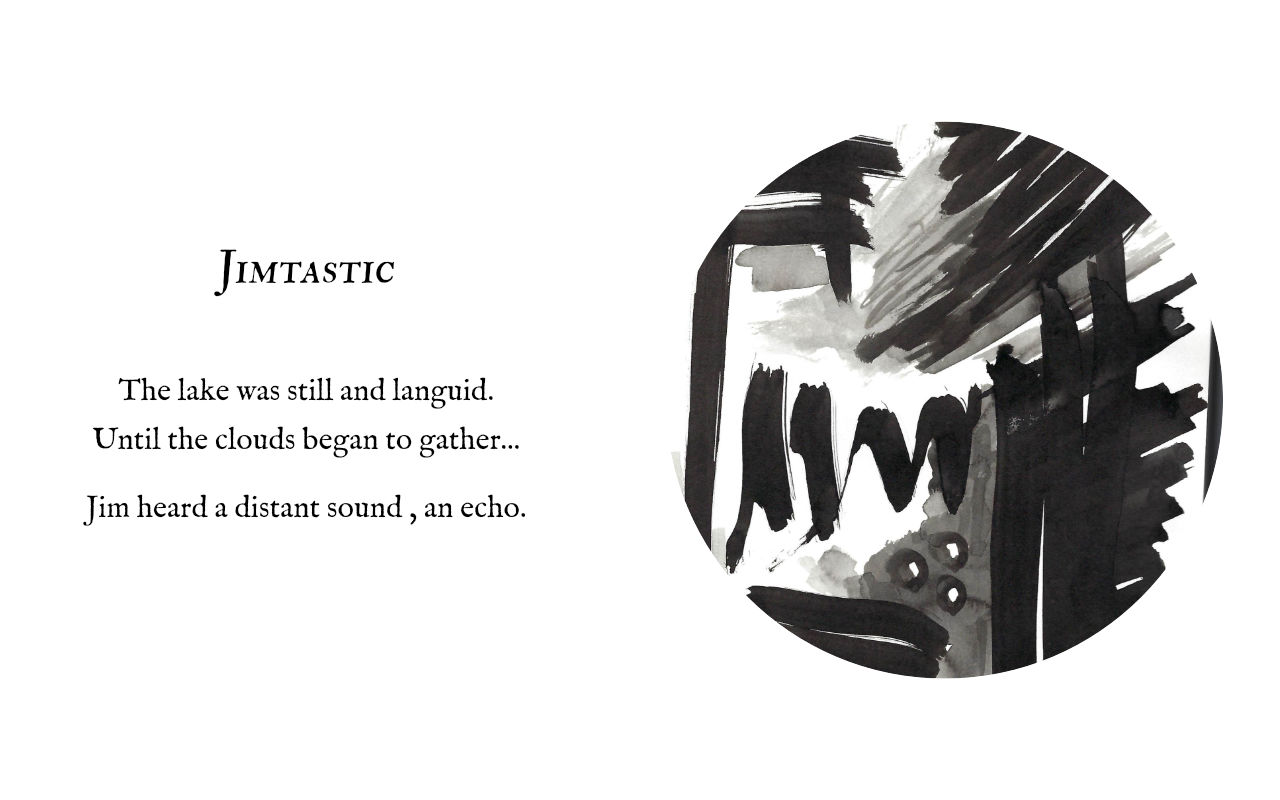 Jimtastic
The lake was still and languid.
Until the clouds began to gather...
Jim heard a distant sound , an echo.
JIM